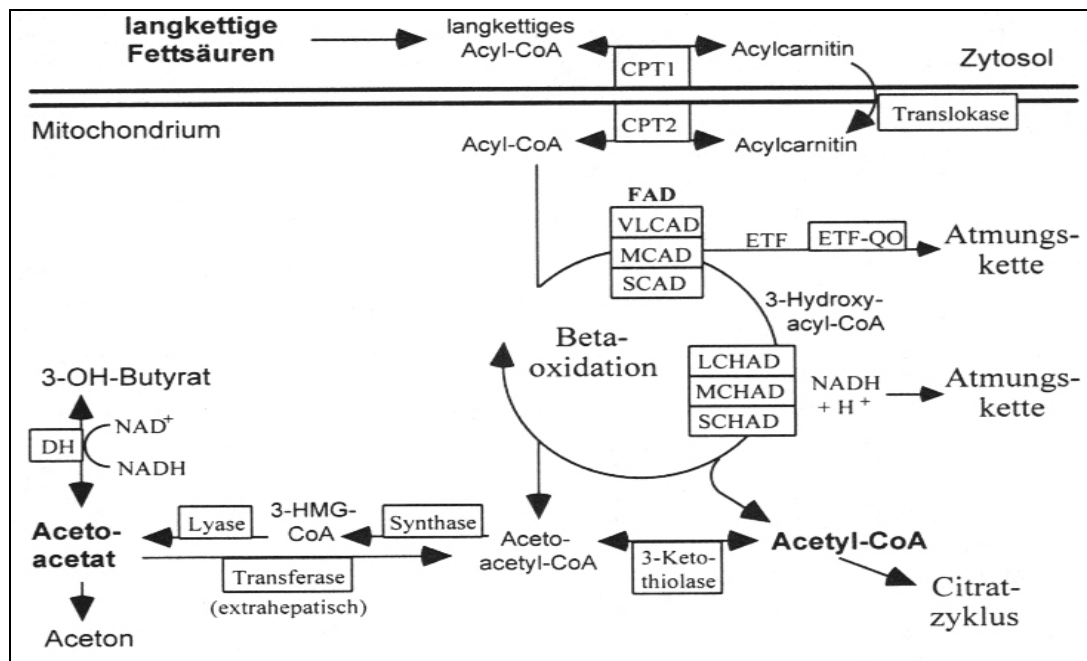 langkettige
Fettsäuren
langkettiges
Acyl-CoA
CPT1
Acylcarnitin
Zytosol
Translokase
Mitochondrium
CPT2
Acyl-CoA
Acylcarnitin
FAD
VLCAD
MCAD
SCAD
ETF
ETF-QO
Atmungs-
kette
3-Hydroxy-
acyl-CoA
Beta-
oxidation
LCHAD
MCHAD
SCHAD
NADH
+ H+
Atmungs-
kette
3-OH-Butyrat
DH
NAD+
NADH
Aceto-
acetat
Lyase
3-HMG-
CoA
Synthase
Aceto-
acetyl-CoA
3-Keto-
thiolase
Acetyl-CoA
Transferase
(extrahepatisch)
Citrat-
zyklus
Aceton